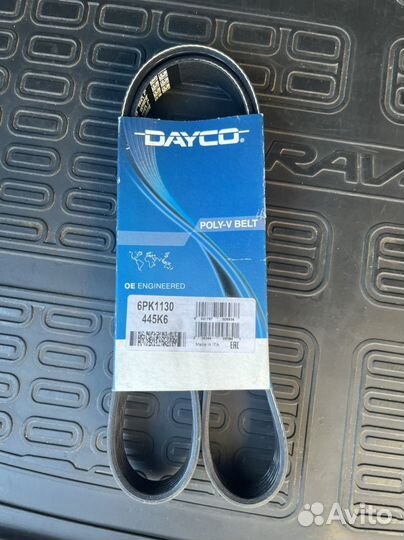 DAYCO®
RAV
POLY-V BELT
OE ENGINEERED
6PK1130
445K6
Made in ITA
EAC
Avito